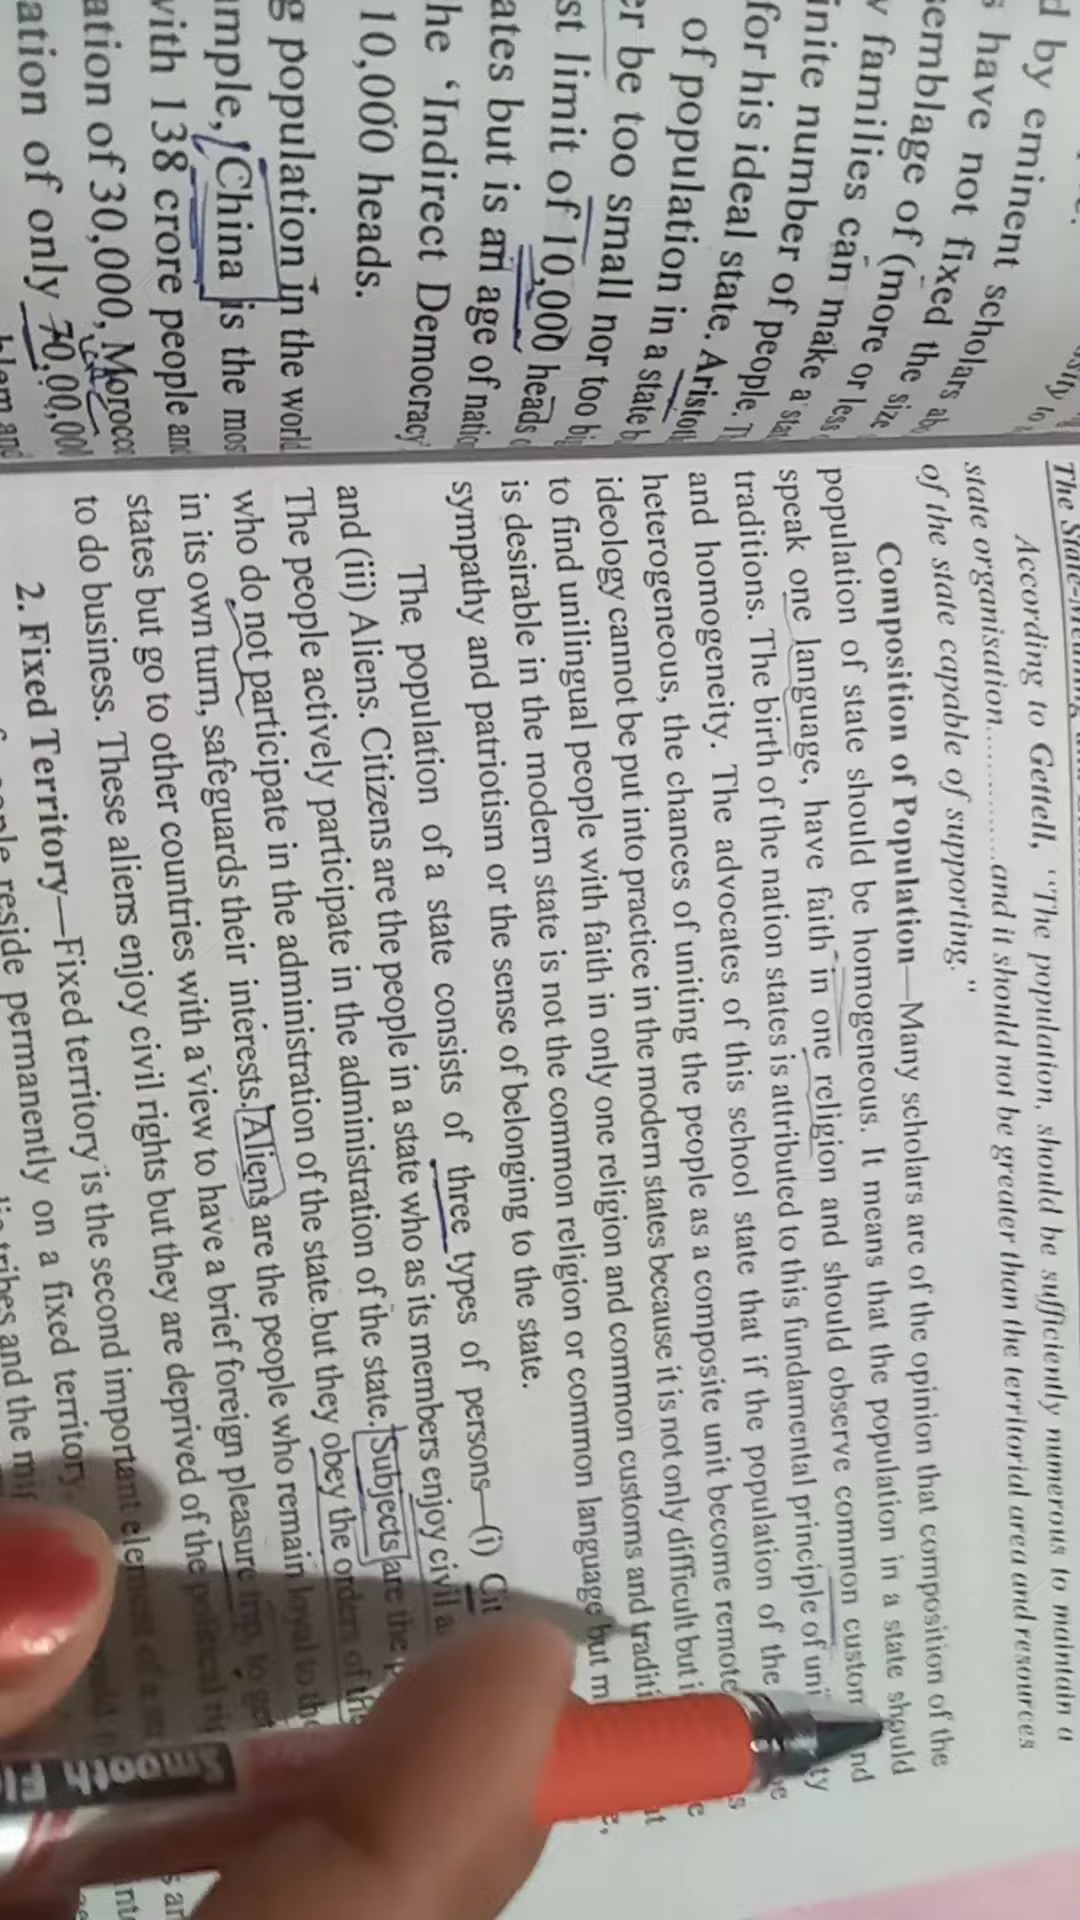 d by eminent scholars
s have not fixed the size
semblage of (more or less
y families can make a
inite number of people.
for his ideal state. Aristo
of population in a state
er be too small nor too
st limit of 10,000 heads
ates but is an age of natio
he 'Indirect Democracy
10,000 heads.
g population in the world
ample, China is the mos
with 138 crore people and
ation of 30,000, Morocco
ation of only 70,00,00
The State-
According to Gettell, "The population, should be sufficiently numerous to maintain a
state organisation............and it should not be greater than the territorial area and resources
of the state capable of supporting."
Composition of Population—Many scholars are of the opinion that composition of the
population of state should be homogeneous. It means that the population in a state should
speak one language, have faith in one religion and should observe common custom nd
traditions. The birth of the nation states is attributed to this fundamental principle of uni ty
and homogeneity. The advocates of this school state that if the population of the
heterogeneous, the chances of uniting the people as a composite unit become remote
ideology cannot be put into practice in the modern states because it is not only difficult but i
to find unilingual people with faith in only one religion and common customs and traditi
is desirable in the modern state is not the common religion or common language but m
sympathy and patriotism or the sense of belonging to the state.
The population of a state consists of three types of persons—(i) Cit
and (iii) Aliens. Citizens are the people in a state who as its members enjoy civil a
The people actively participate in the administration of the state. Subjects are the p
who do not participate in the administration of the state but they obey the orders of the
in its own turn, safeguards their interests. Aliens are the people who remain loyal to the
states but go to other countries with a view to have a brief foreign pleasure trip, to get
to do business. These aliens enjoy civil rights but they are deprived of the political ri
2. Fixed Territory—Fixed territory is the second important element of a
reside permanently on a fixed territory
tribes and the
Smooth